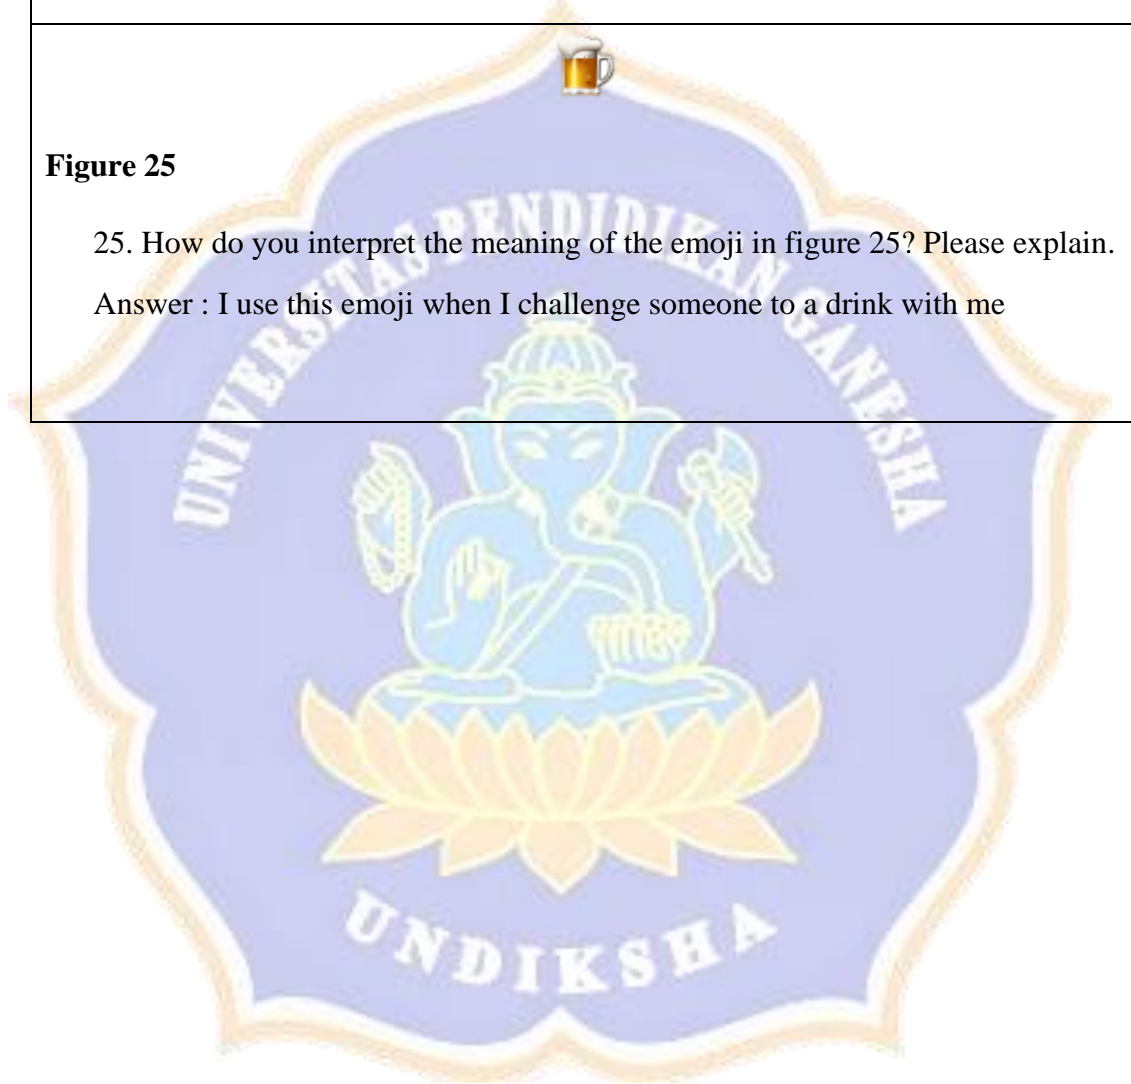 Figure 25
25. How do you interpret the meaning of the emoji in figure 25? Please explain.
Answer : I use this emoji when I challenge someone to a drink with me
UNIVERSITAS PENDIDIKAN GANESHA
UNDIKSHA